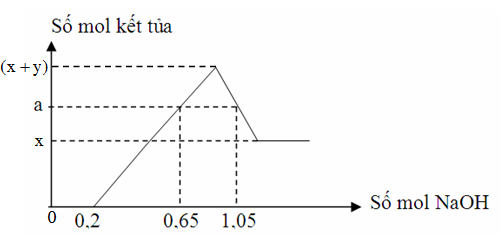 Số mol kết tủa
(x + y)
a
x
0
0,2
0,65
1,05
Số mol NaOH